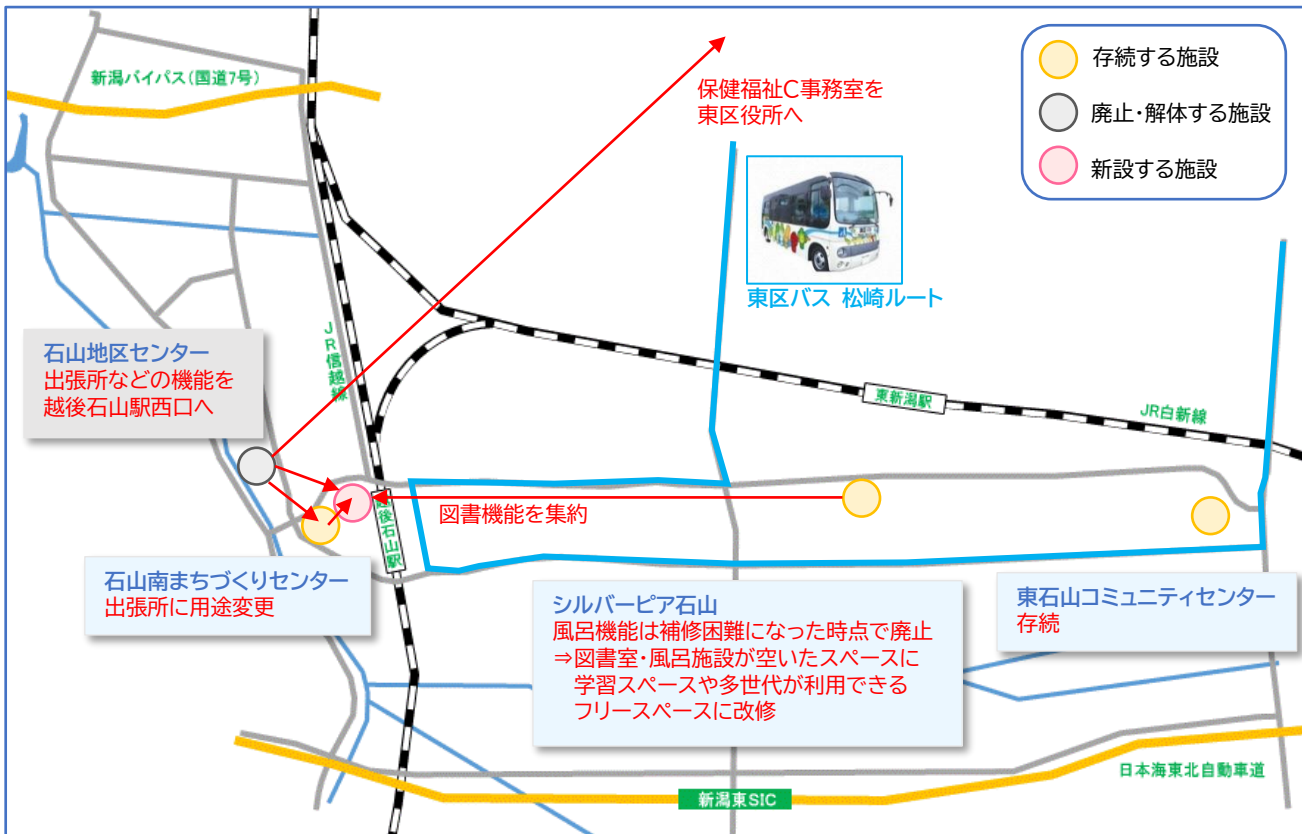 新潟バイパス(国道7号)
保健福祉C事務室を
東区役所へ
存続する施設
廃止・解体する施設
新設する施設
東区バス 松崎ルート
JR信越線
石山地区センター
出張所などの機能を
越後石山駅西口へ
東新潟駅
JR白新線
越後石山駅
図書機能を集約
石山南まちづくりセンター
出張所に用途変更
シルバーピア石山
風呂機能は補修困難になった時点で廃止
⇒図書室・風呂施設が空いたスペースに
学習スペースや多世代が利用できる
フリースペースに改修
東石山コミュニティセンター
存続
日本海東北自動車道
新潟東SIC